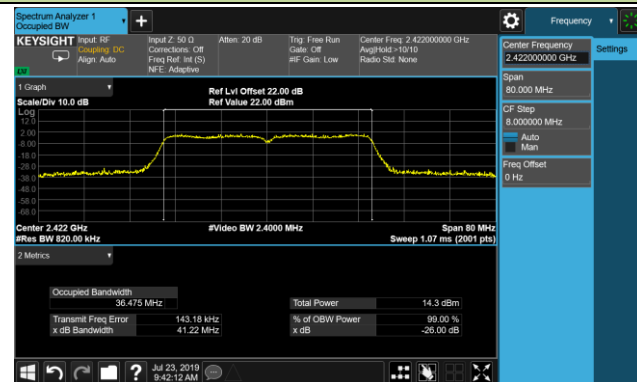 Spectrum Analyzer 1
Occupied BW
Frequency
KEYSIGHT Input: RF
Coupling: DC
Align: Auto
Input Z: 50 Ω
Corrections: Off
Freq Ref: Int (S)
NFE: Adaptive
Atten: 20 dB
Trig: Free Run
Gate: Off
#IF Gain: Low
Center Freq: 2.422000000 GHz
Avg|Hold:>10/10
Radio Std: None
Center Frequency
2.422000000 GHz
Settings
Span
80.000 MHz
CF Step
8.000000 MHz
Auto
Man
Freq Offset
0 Hz
1 Graph
Scale/Div 10.0 dB
Ref Lvl Offset 22.00 dB
Ref Value 22.00 dBm
Log
12.0
2.00
-8.00
-18.0
-28.0
-38.0
-48.0
-58.0
-68.0
Center 2.422 GHz
#Res BW 820.00 kHz
#Video BW 2.4000 MHz
Span 80 MHz
Sweep 1.07 ms (2001 pts)
2 Metrics
Occupied Bandwidth
36.475 MHz
Total Power 14.3 dBm
Transmit Freq Error 143.18 kHz
% of OBW Power 99.00 %
x dB Bandwidth 41.22 MHz
x dB -26.00 dB
?
Jul 23, 2019
9:42:12 AM